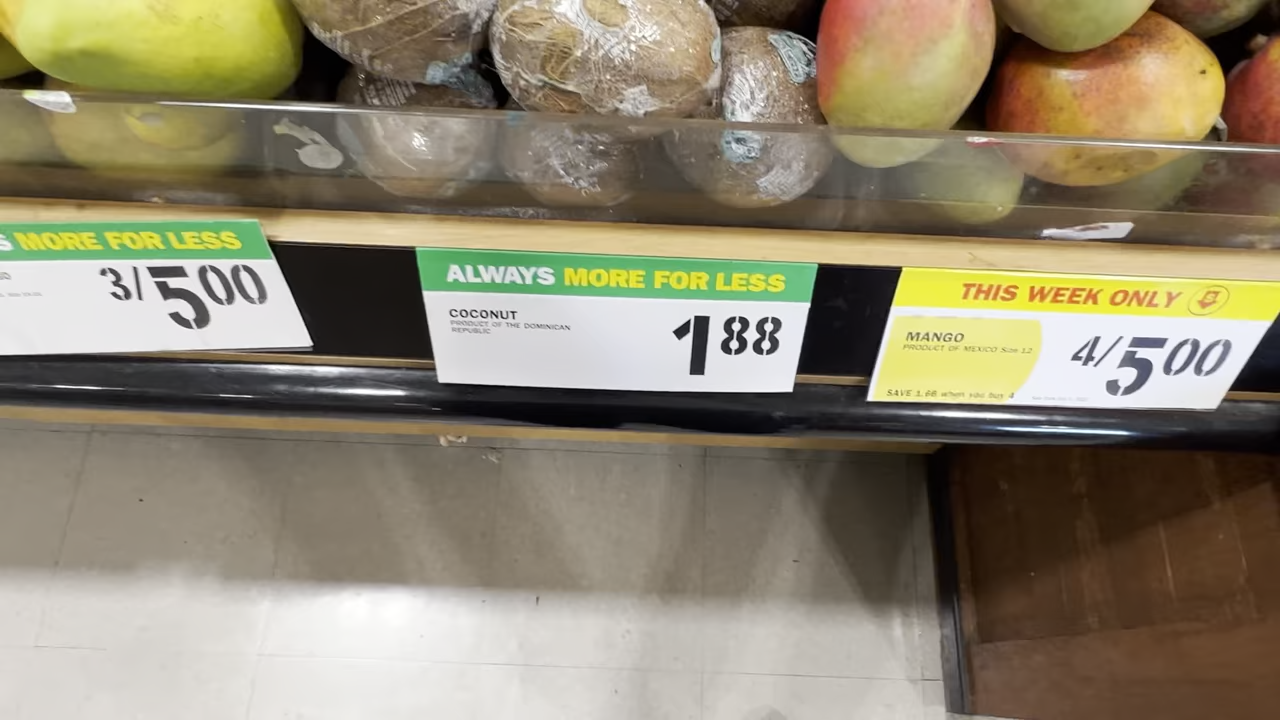 MORE FOR LESS
3/500
ALWAYS MORE FOR LESS
COCONUT
PRODUCT OF THE DOMINICAN
REPUBLIC
188
THIS WEEK ONLY
MANGO
PRODUCT OF MEXICO Size 12
4/500
SAVE 1.66 when you buy 4